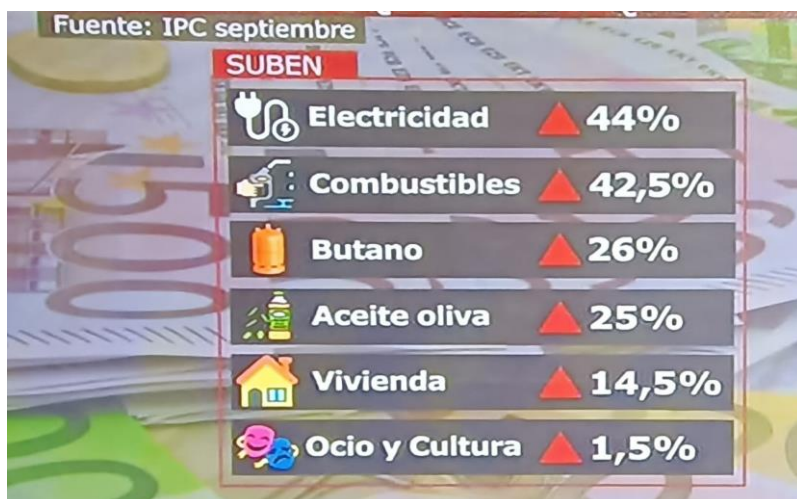 Fuente: IPC septiembre
SUBEN
Electricidad 44%
Combustibles 42,5%
Butano 26%
Aceite oliva 25%
Vivienda 14,5%
Ocio y Cultura 1,5%